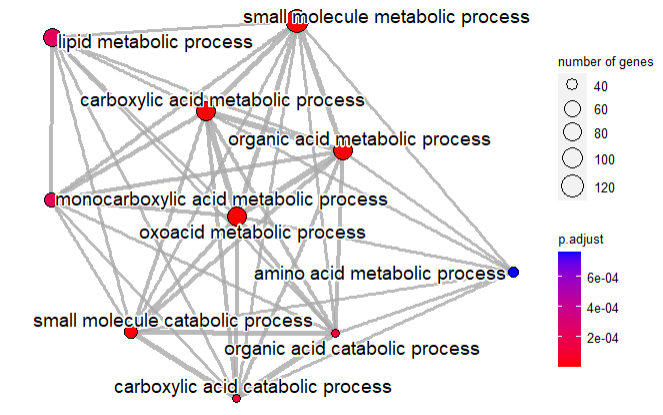 small molecule metabolic process
lipid metabolic process
carboxylic acid metabolic process
organic acid metabolic process
monocarboxylic acid metabolic process
oxoacid metabolic process
amino acid metabolic process
small molecule catabolic process
organic acid catabolic process
carboxylic acid catabolic process
number of genes
40
60
80
100
120
p.adjust
6e-04
4e-04
2e-04